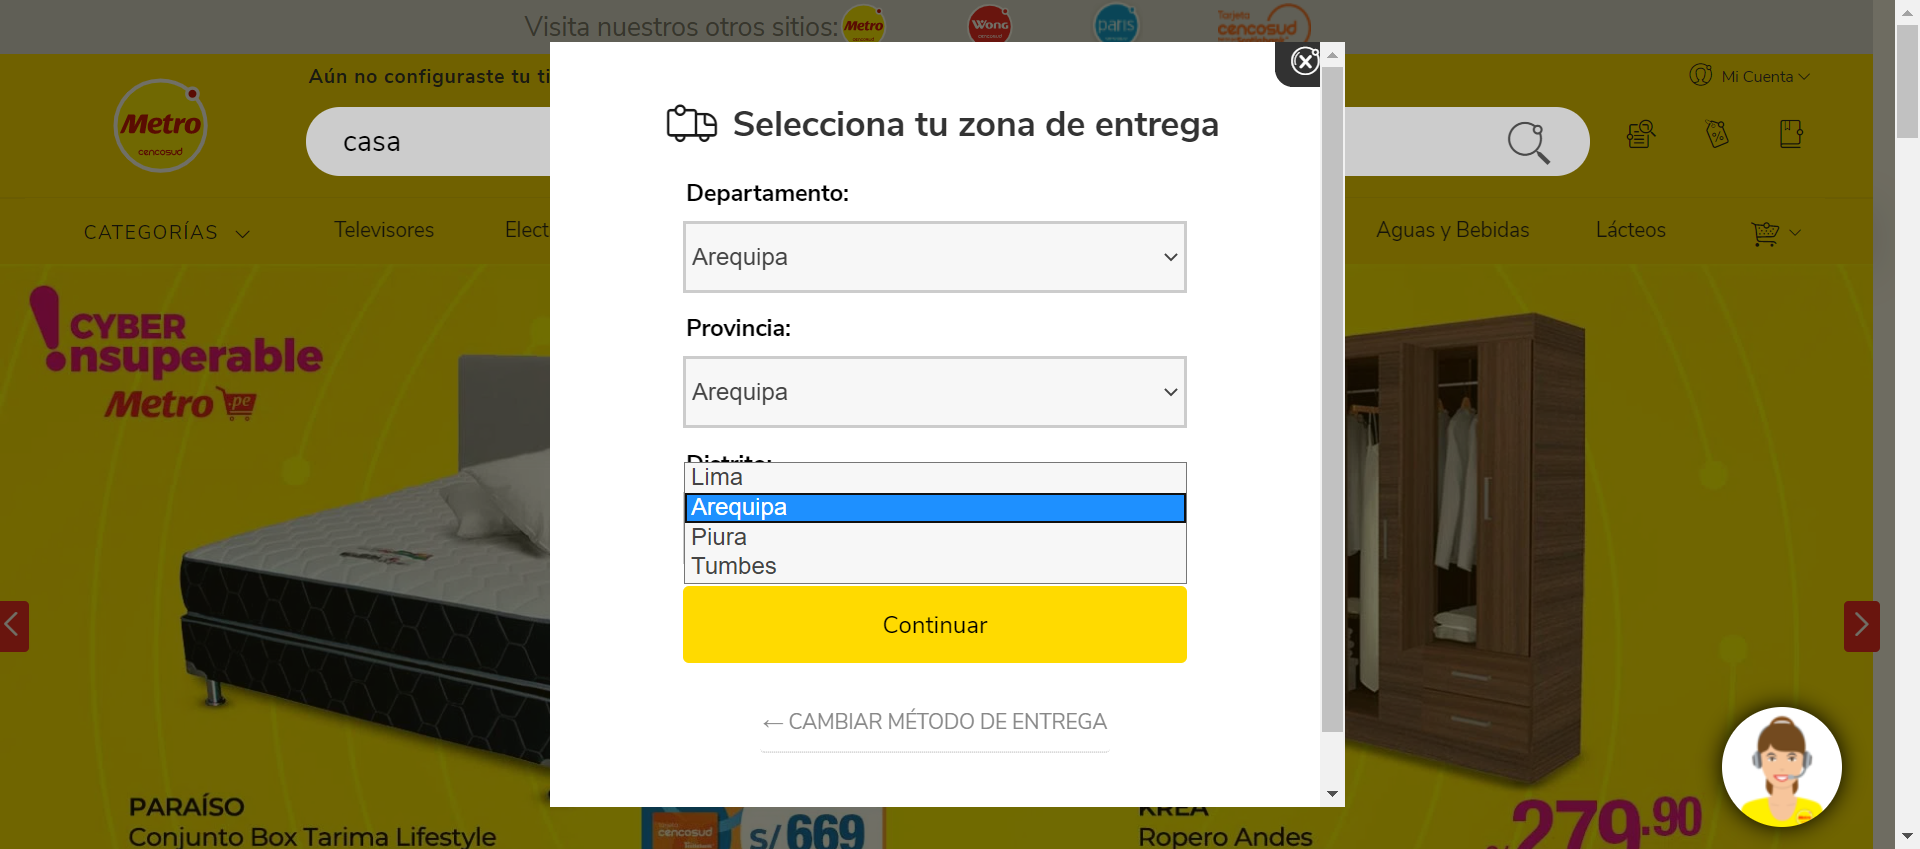 Visita nuestros otros sitios:
Metro
cencosud
Wong
cencosud
paris
cencosud
Tarjeta
cencosud
Aún no configuraste tu ti
Mi Cuenta
Metro
cencosud
casa
CATEGORÍAS
Televisores
Elect
Aguas y Bebidas
Lácteos
Selecciona tu zona de entrega
Departamento:
Arequipa
Provincia:
Arequipa
Distrito:
Lima
Arequipa
Piura
Tumbes
Continuar
← CAMBIAR MÉTODO DE ENTREGA
CYBER
!nsuperable
Metro.pe
PARAÍSO
Conjunto Box Tarima Lifestyle
cencosud
S/669
KREA
Ropero Andes
279.90